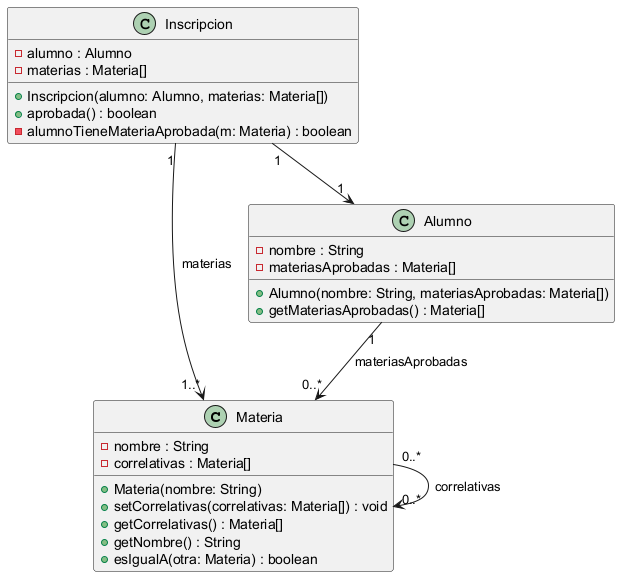 C Inscripcion
alumno : Alumno
materias : Materia[]
Inscripcion(alumno: Alumno, materias: Materia[])
aprobada() : boolean
alumnoTieneMateriaAprobada(m: Materia) : boolean
1
1
1
C Alumno
nombre : String
materiasAprobadas : Materia[]
Alumno(nombre: String, materiasAprobadas: Materia[])
getMateriasAprobadas() : Materia[]
materias
1
materiasAprobadas
1..*
0..*
C Materia
nombre : String
correlativas : Materia[]
Materia(nombre: String)
setCorrelativas(correlativas: Materia[]) : void
getCorrelativas() : Materia[]
getNombre() : String
esIgualA(otra: Materia) : boolean
0..*
correlativas
0..*